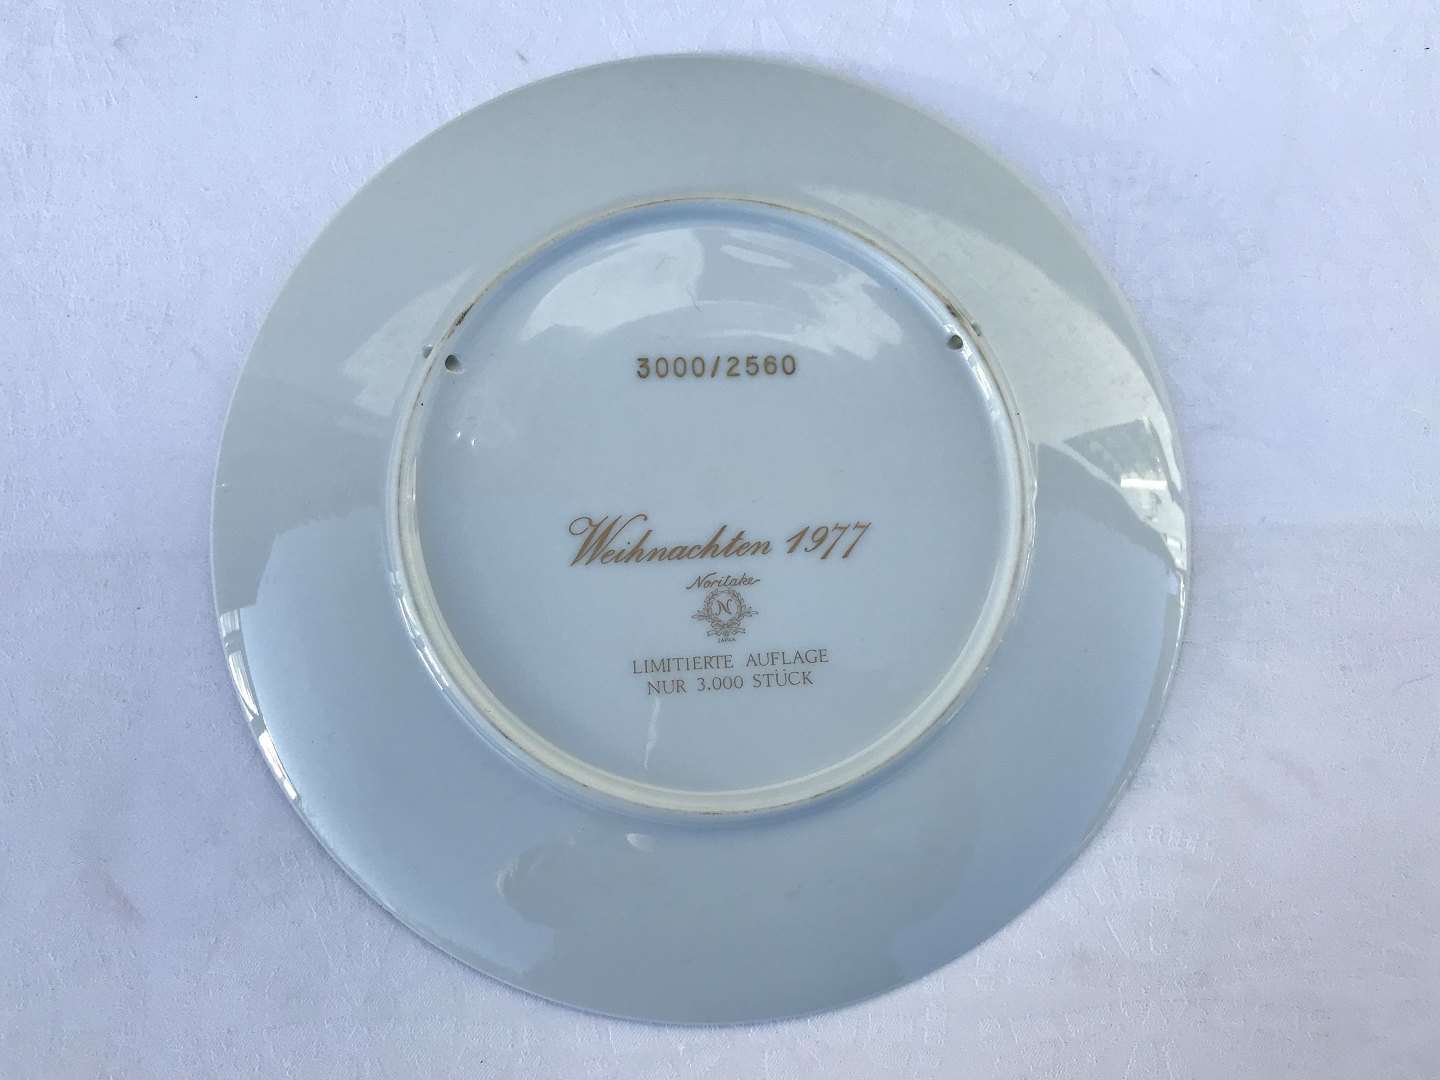 3000/2560
Weihnachten 1977
Noritake
N
JAPAN
LIMITIERTE AUFLAGE
NUR 3,000 STÜCK